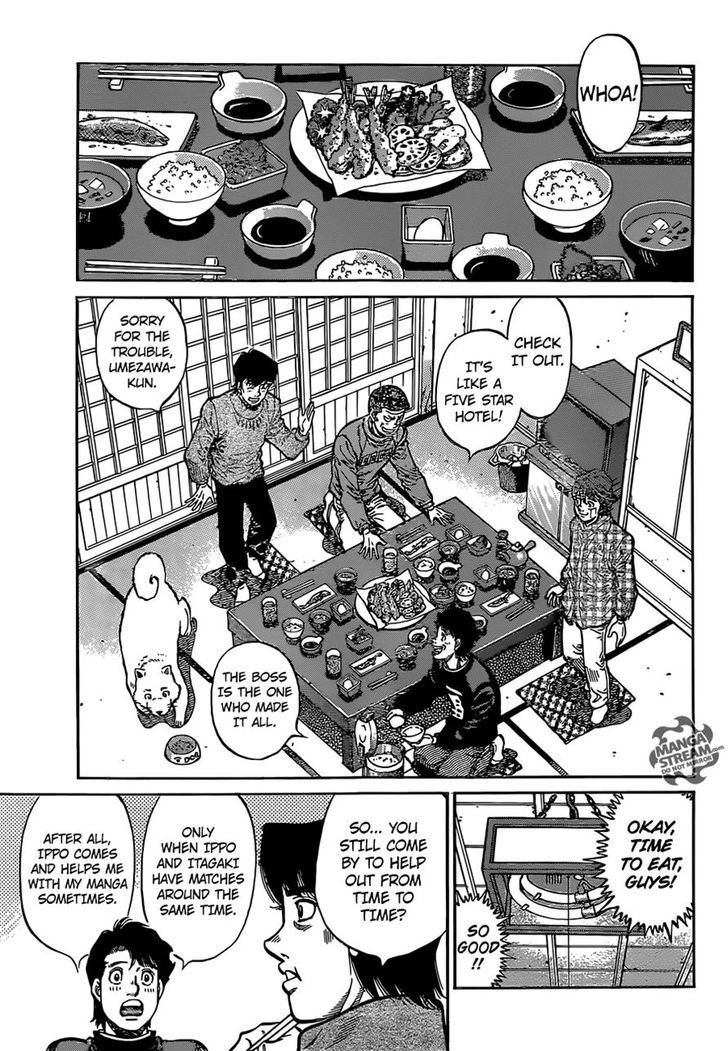 WHOA!
CHECK
IT OUT.
IT'S
LIKE A
FIVE STAR
HOTEL!
SORRY
FOR THE
TROUBLE,
UMEZAWA-
KUN.
THE BOSS
IS THE ONE
WHO MADE
IT ALL.
MANGA
STREAM.com
DO NOT MIRROR
OKAY,
TIME
TO EAT,
GUYS!
SO
GOOD
!!
SO... YOU
STILL COME
BY TO HELP
OUT FROM
TIME TO
TIME?
ONLY
WHEN IPPO
AND ITAGAKI
HAVE MATCHES
AROUND THE
SAME TIME.
AFTER ALL,
IPPO COMES
AND HELPS ME
WITH MY MANGA
SOMETIMES.